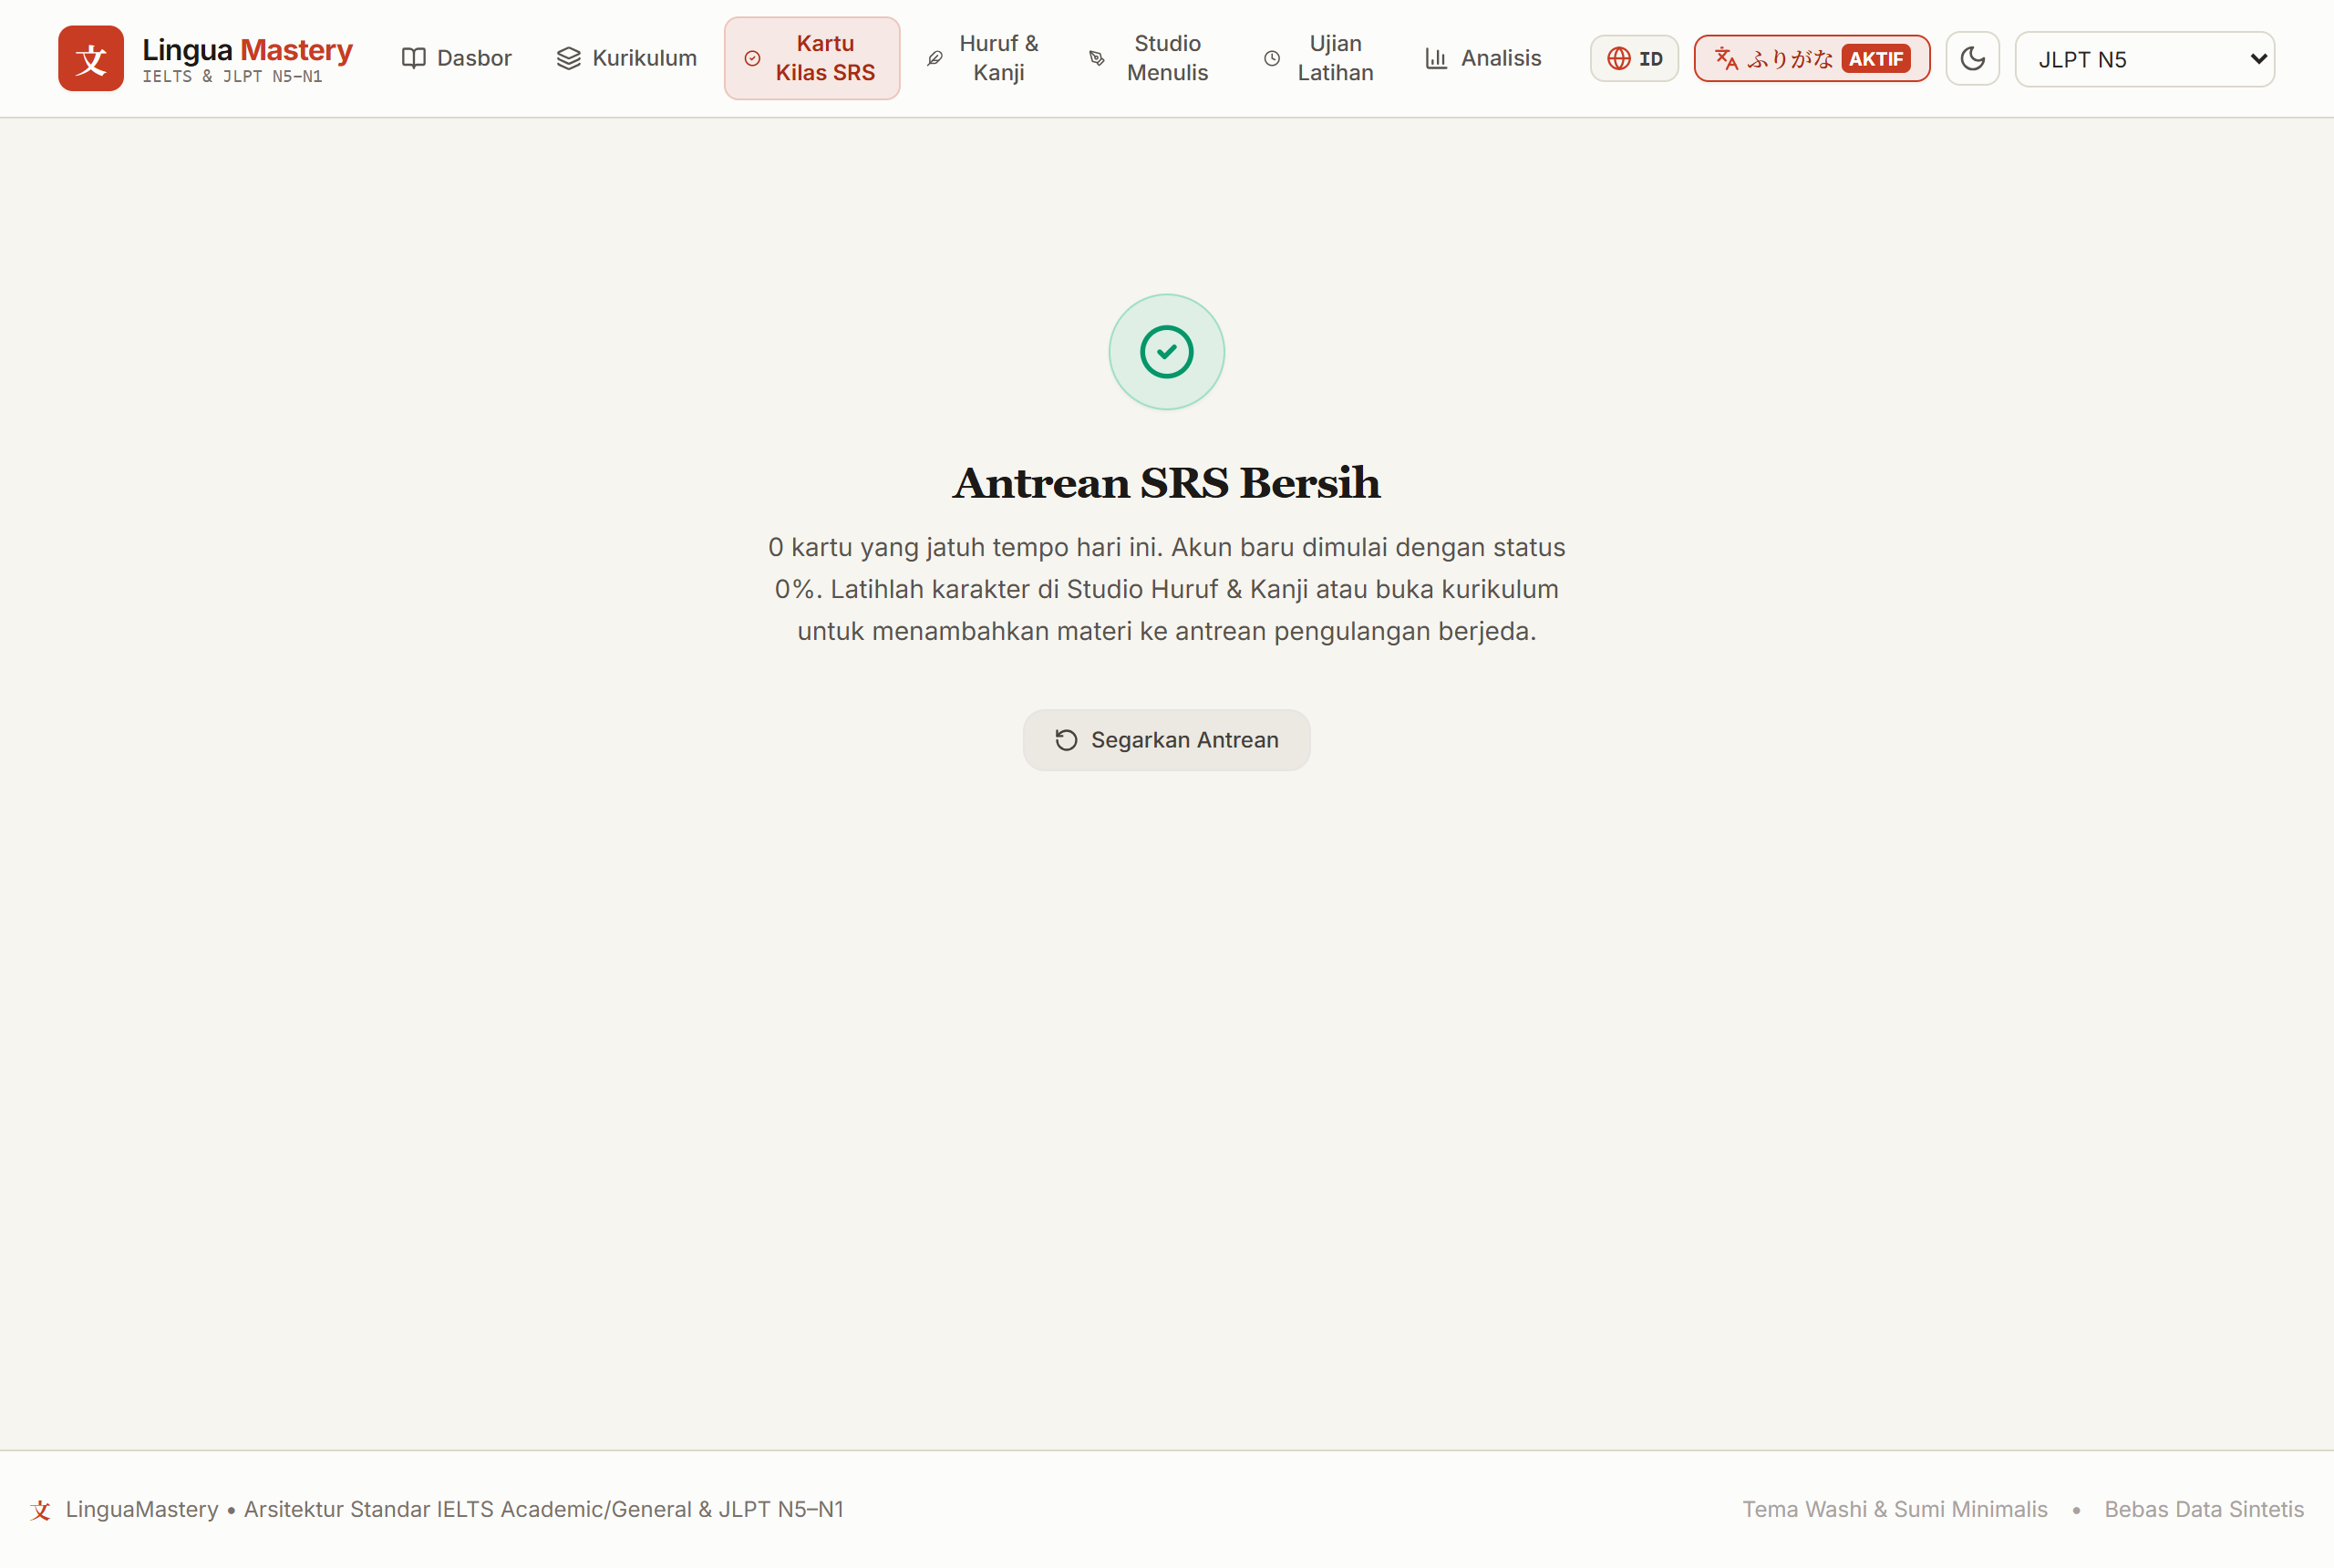 文
Lingua Mastery
IELTS & JLPT N5–N1
Dasbor
Kurikulum
Kartu
Kilas SRS
Huruf &
Kanji
Studio
Menulis
Ujian
Latihan
Analisis
ID
ふりがな AKTIF
JLPT N5
Antrean SRS Bersih
0 kartu yang jatuh tempo hari ini. Akun baru dimulai dengan status
0%. Latihlah karakter di Studio Huruf & Kanji atau buka kurikulum
untuk menambahkan materi ke antrean pengulangan berjeda.
Segarkan Antrean
文 LinguaMastery • Arsitektur Standar IELTS Academic/General & JLPT N5–N1
Tema Washi & Sumi Minimalis • Bebas Data Sintetis